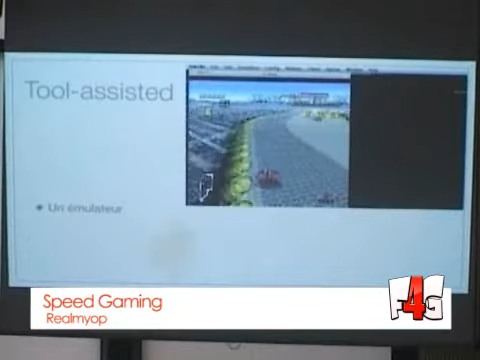 Tool-assisted
Un émulateur
Speed Gaming
Realmyop
F4G